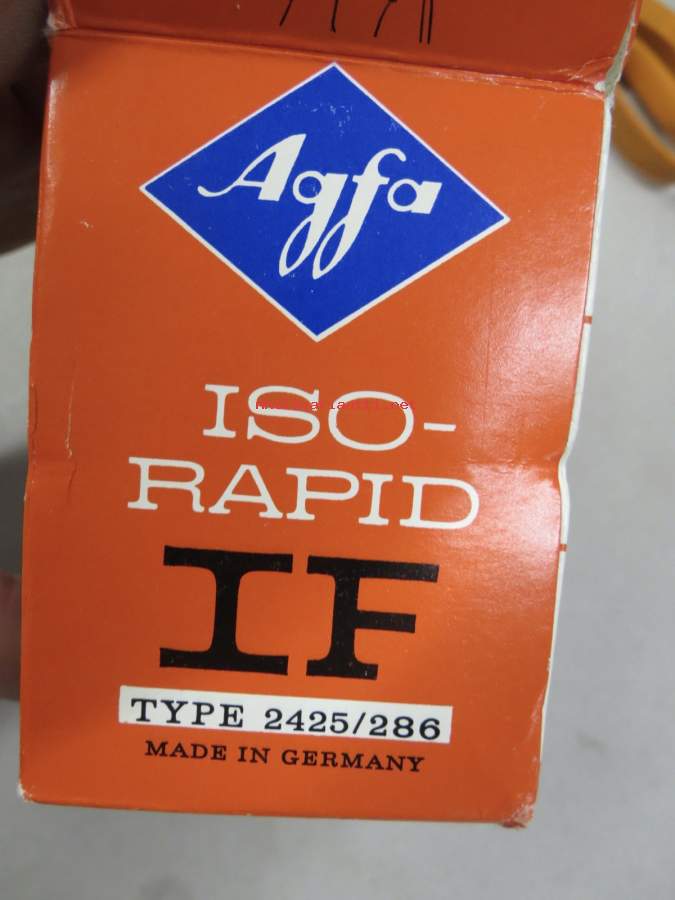 Agfa
ISO-
RAPID
IF
TYPE 2425/286
MADE IN GERMANY